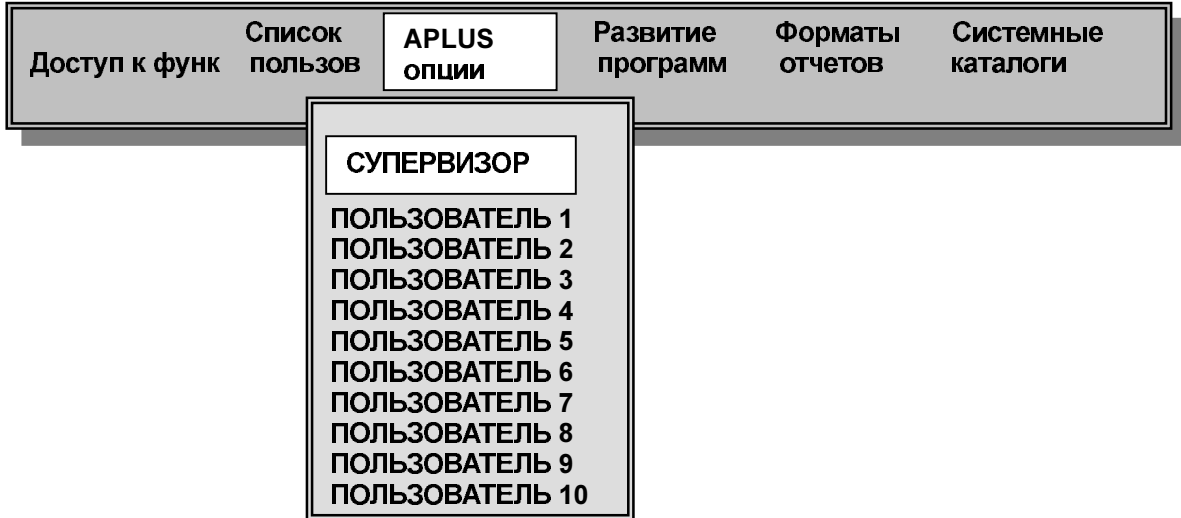 Доступ к функ
Список
пользов
APLUS
опции
Развитие
программ
Форматы
отчетов
Системные
каталоги
СУПЕРВИЗОР
ПОЛЬЗОВАТЕЛЬ 1
ПОЛЬЗОВАТЕЛЬ 2
ПОЛЬЗОВАТЕЛЬ 3
ПОЛЬЗОВАТЕЛЬ 4
ПОЛЬЗОВАТЕЛЬ 5
ПОЛЬЗОВАТЕЛЬ 6
ПОЛЬЗОВАТЕЛЬ 7
ПОЛЬЗОВАТЕЛЬ 8
ПОЛЬЗОВАТЕЛЬ 9
ПОЛЬЗОВАТЕЛЬ 10